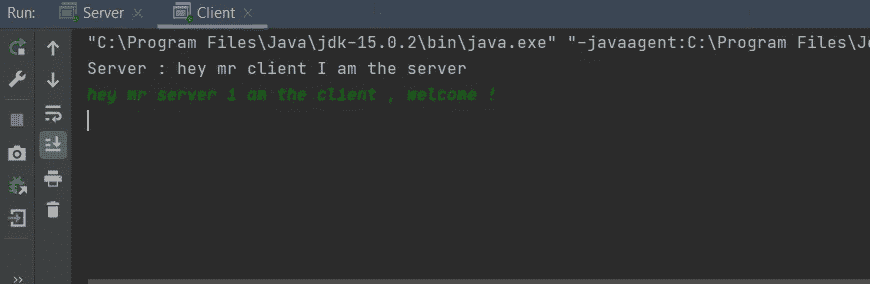 Run: Server × Client ×
"C:\Program Files\Java\jdk-15.0.2\bin\java.exe" "-javaagent:C:\Program Files\J
Server : hey mr client I am the server
hey mr server i am the client , welcome !
>>